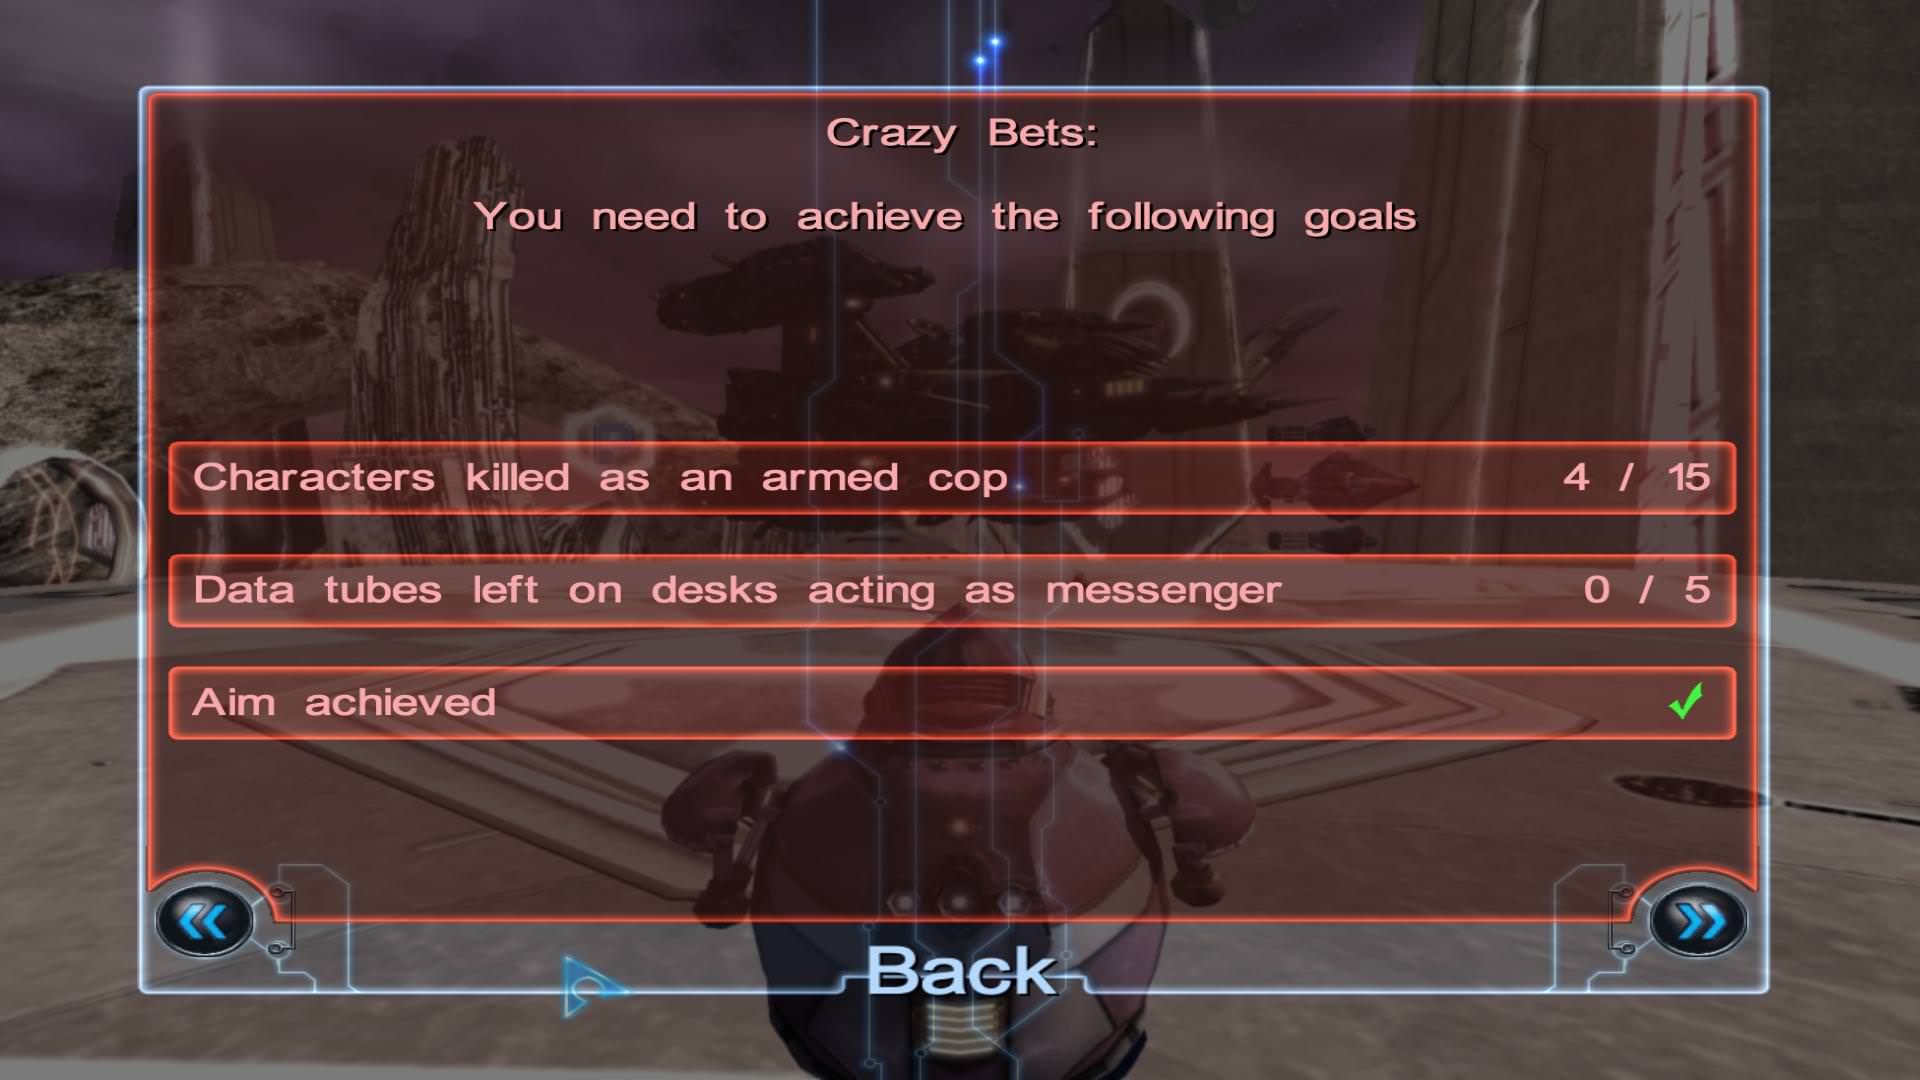 Crazy Bets:
You need to achieve the following goals
Characters killed as an armed cop 4 / 15
Data tubes left on desks acting as messenger 0 / 5
Aim achieved
Back